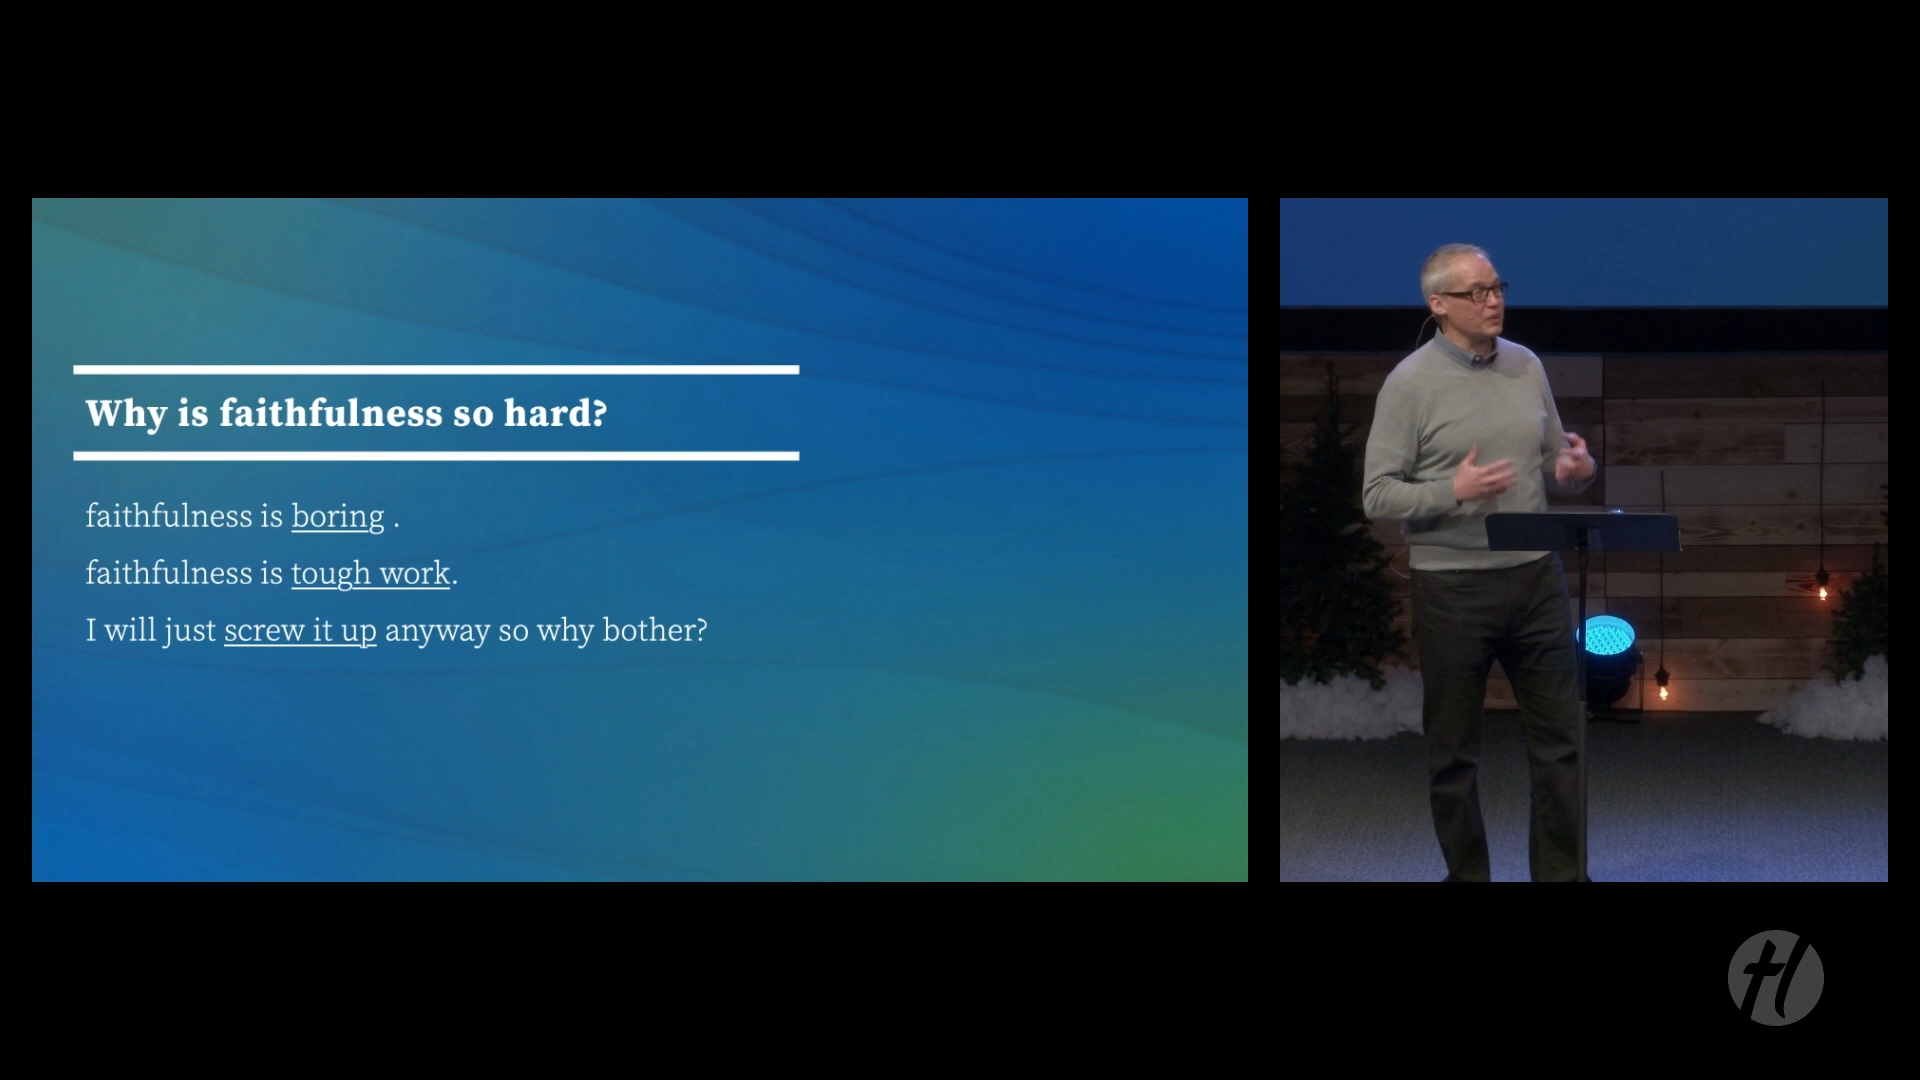 Why is faithfulness so hard?
faithfulness is boring .
faithfulness is tough work.
I will just screw it up anyway so why bother?